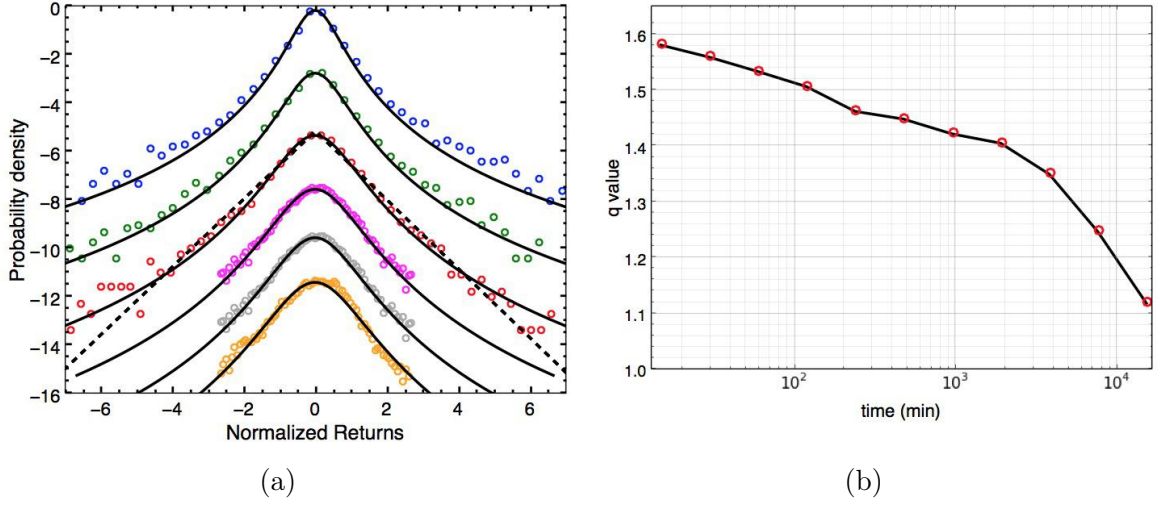 0
−2
−4
−6
−8
−10
−12
−14
−16
−6 −4 −2 0 2 4 6
Probability density
Normalized Returns
(a)
1.6
1.5
1.4
1.3
1.2
1.1
1.0
q value
10² 10³ 10⁴
time (min)
(b)